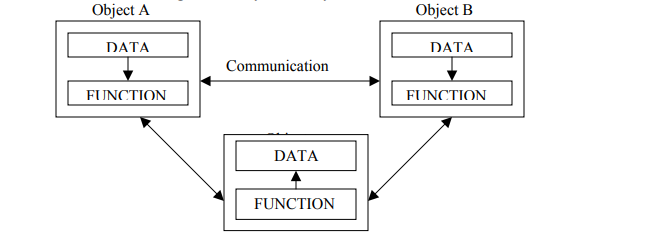 Object A
Object B
DATA
DATA
Communication
FUNCTION
FUNCTION
DATA
FUNCTION